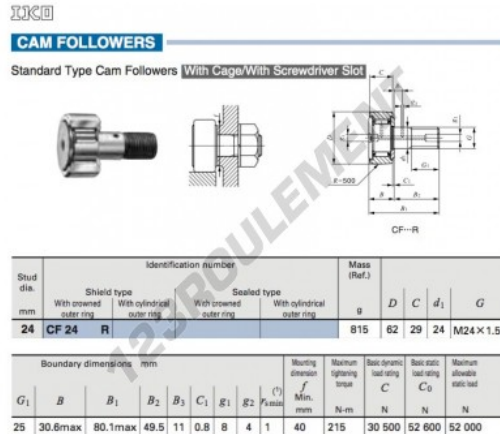 IKO
CAM FOLLOWERS
Standard Type Cam Followers With Cage/With Screwdriver Slot
R=500
CF…R
123ROULEMENT
Stud dia. mm
Identification number
Mass (Ref.) g
Shield type
Sealed type
With crowned outer ring
With cylindrical outer ring
With crowned outer ring
With cylindrical outer ring
D C d1 G
24 CF 24 R 815 62 29 24 M24×1.5
Boundary dimensions mm
G1 B B1 B2 B3 C1 g1 g2 rs min (1)
Mounting dimension f Min. mm
Maximum tightening torque N-m
Basic dynamic load rating C N
Basic static load rating C0 N
Maximum allowable static load N
25 30.6max 80.1max 49.5 11 0.8 8 4 1 40 215 30 500 52 600 52 000